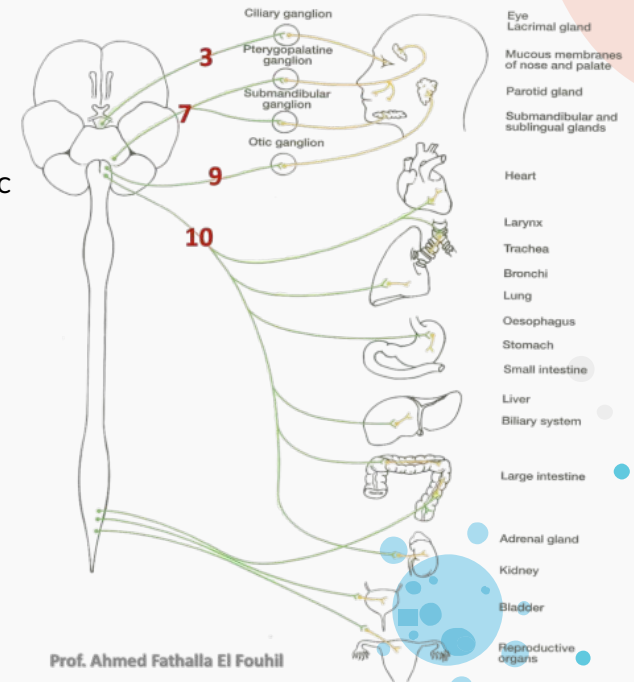 Ciliary ganglion
3
Pterygopalatine
ganglion
7
Submandibular
ganglion
Otic ganglion
9
c
10
Eye
Lacrimal gland
Mucous membranes
of nose and palate
Parotid gland
Submandibular and
sublingual glands
Heart
Larynx
Trachea
Bronchi
Lung
Oesophagus
Stomach
Small intestine
Liver
Biliary system
Large intestine
Adrenal gland
Kidney
Bladder
Reproductive
organs
Prof. Ahmed Fathalla El Fouhil